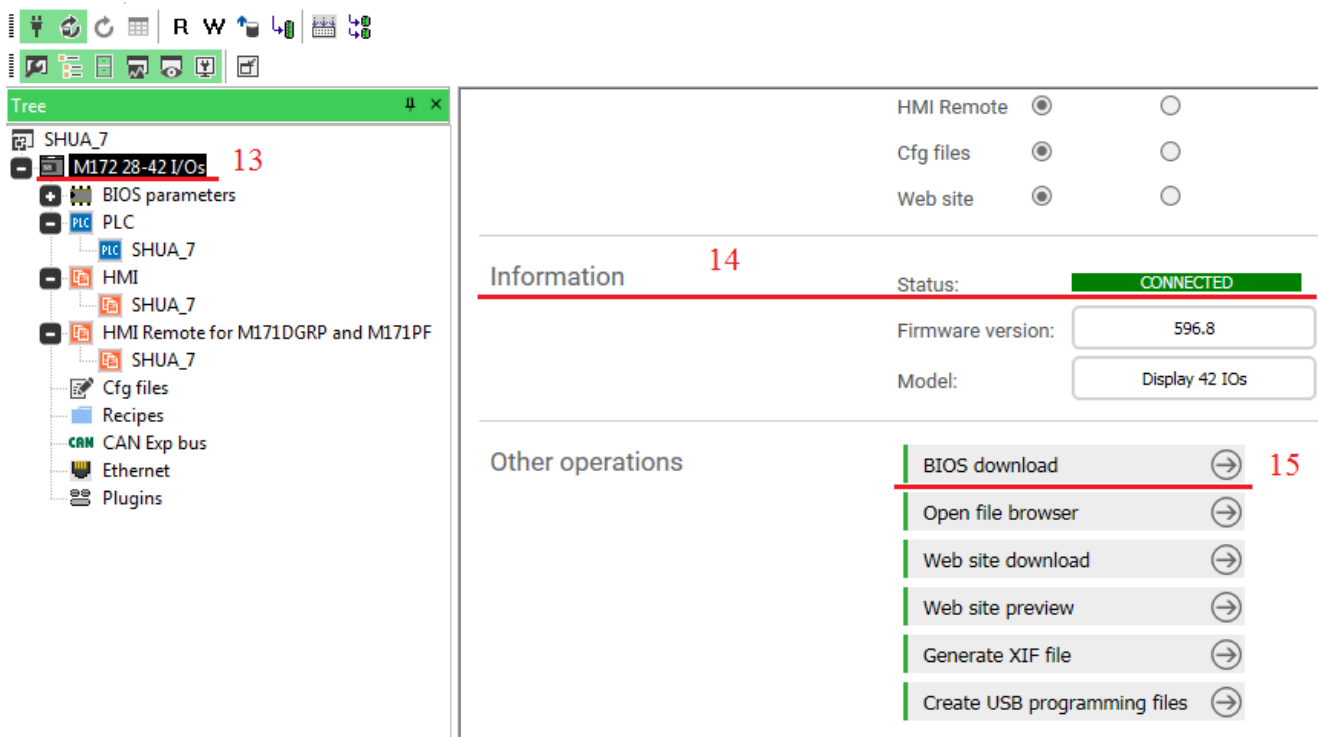 R W
Tree
SHUA_7
M172 28-42 I/Os 13
BIOS parameters
PLC PLC
PLC SHUA_7
HMI
SHUA_7
HMI Remote for M171DGRP and M171PF
SHUA_7
Cfg files
Recipes
CAN CAN Exp bus
Ethernet
Plugins
HMI Remote
Cfg files
Web site
Information 14
Status: CONNECTED
Firmware version: 596.8
Model: Display 42 IOs
Other operations
BIOS download 15
Open file browser
Web site download
Web site preview
Generate XIF file
Create USB programming files